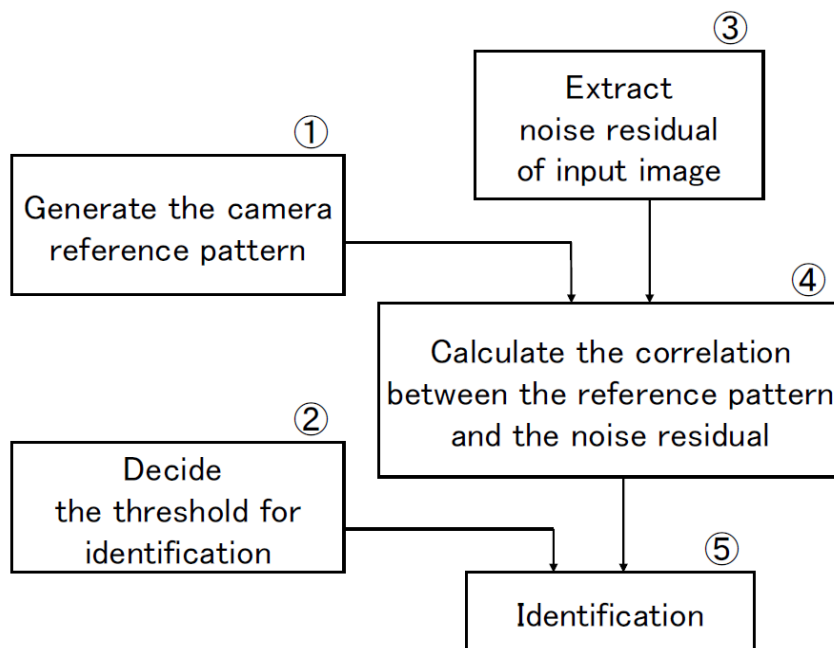 ①
Generate the camera
reference pattern
②
Decide
the threshold for
identification
③
Extract
noise residual
of input image
④
Calculate the correlation
between the reference pattern
and the noise residual
⑤
Identification